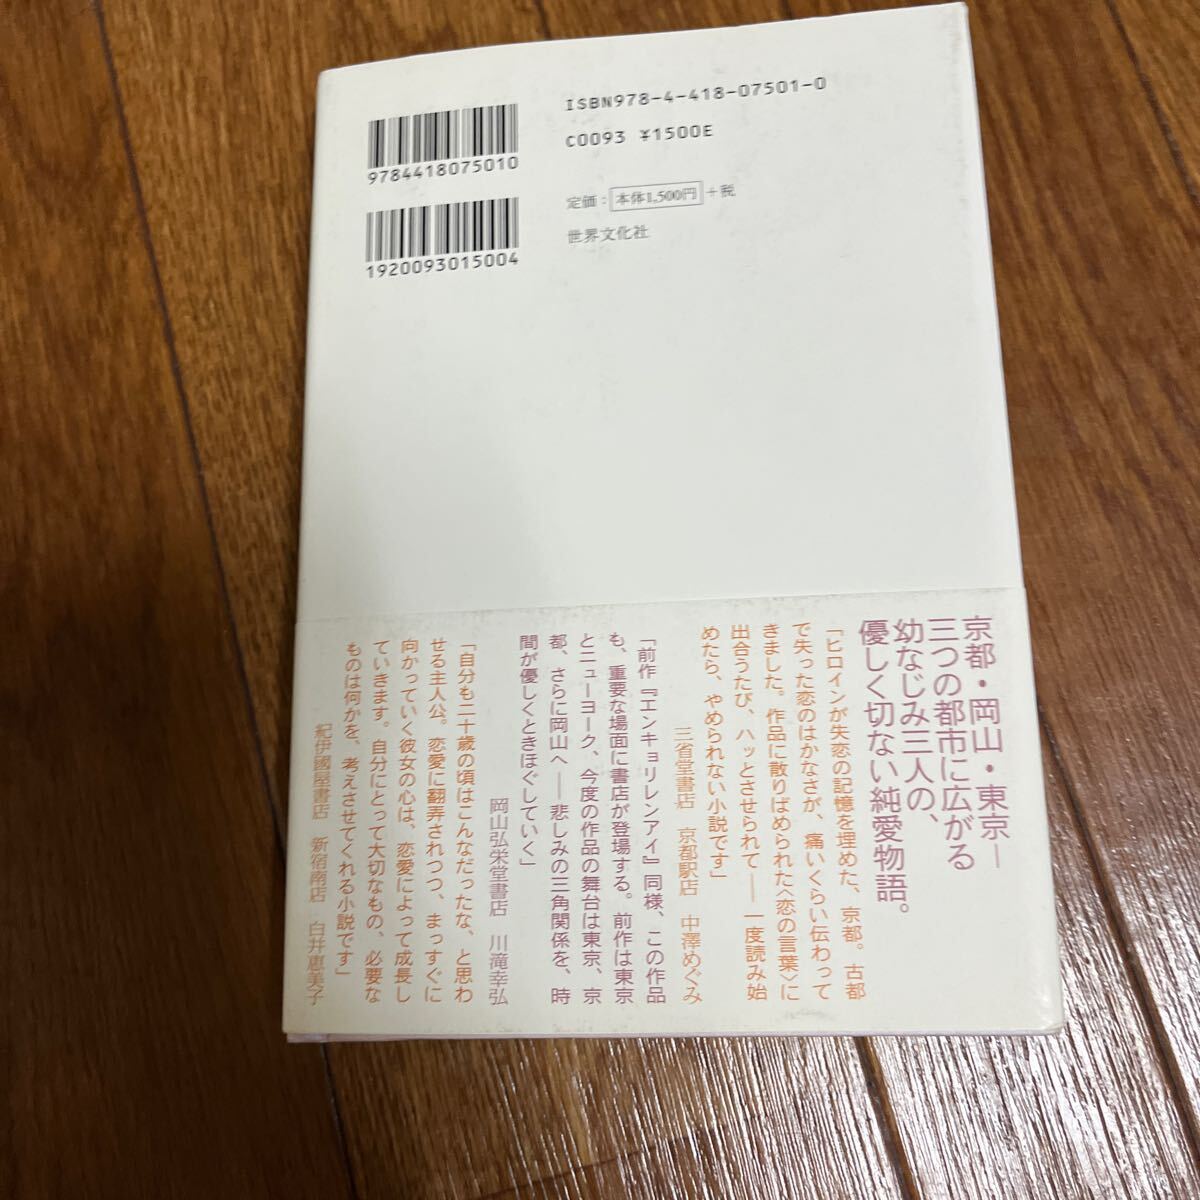 ISBN978-4-418-07501-0
C0093 ¥1500E
9784418075010
定価：本体1,500円＋税
世界文化社
1920093015004
京都・岡山・東京―
三つの都市に広がる
幼なじみ三人の、
優しく切ない純愛物語。
「ヒロインが失恋の記憶を埋めた、京都。古都
で失った恋のはかなさが、痛いくらい伝わって
きました。作品に散りばめられた〈恋の言葉〉に
出合うたび、ハッとさせられて――一度読み始
めたら、やめられない小説です」
三省堂書店　京都駅店　中澤めぐみ
「前作『エンキョリレンアイ』同様、この作品
も、重要な場面に書店が登場する。前作は東京
とニューヨーク、今度の作品の舞台は東京、京
都、さらに岡山へ――悲しみの三角関係を、時
間が優しくときほぐしていく」
岡山弘栄堂書店　川滝幸弘
「自分も二十歳の頃はこんなだったな、と思わ
せる主人公。恋愛に翻弄されつつ、まっすぐに
向かっていく彼女の心は、恋愛によって成長し
ていきます。自分にとって大切なもの、必要な
ものは何かを、考えさせてくれる小説です」
紀伊國屋書店　新宿南店　白井恵美子